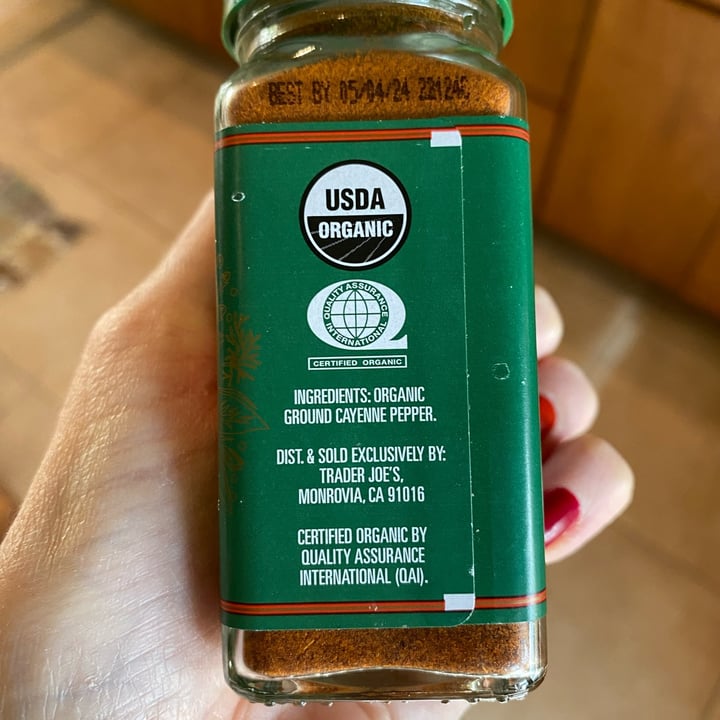 BEST BY 05/04/24 22124C
USDA
ORGANIC
QUALITY ASSURANCE
INTERNATIONAL
CERTIFIED ORGANIC
INGREDIENTS: ORGANIC
GROUND CAYENNE PEPPER.
DIST. & SOLD EXCLUSIVELY BY:
TRADER JOE'S,
MONROVIA, CA 91016
CERTIFIED ORGANIC BY
QUALITY ASSURANCE
INTERNATIONAL (QAI).